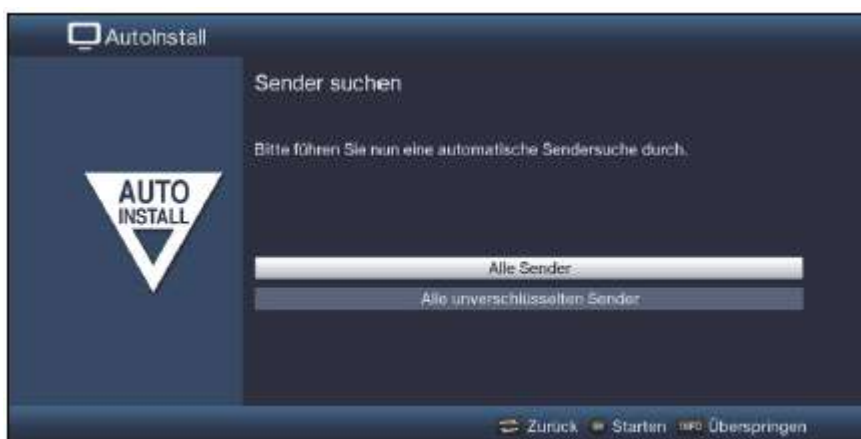 AutoInstall
Sender suchen
Bitte führen Sie nun eine automatische Sendersuche durch.
AUTO
INSTALL
Alle Sender
Alle unverschlüsselten Sender
Zurück Starten INFO Überspringen